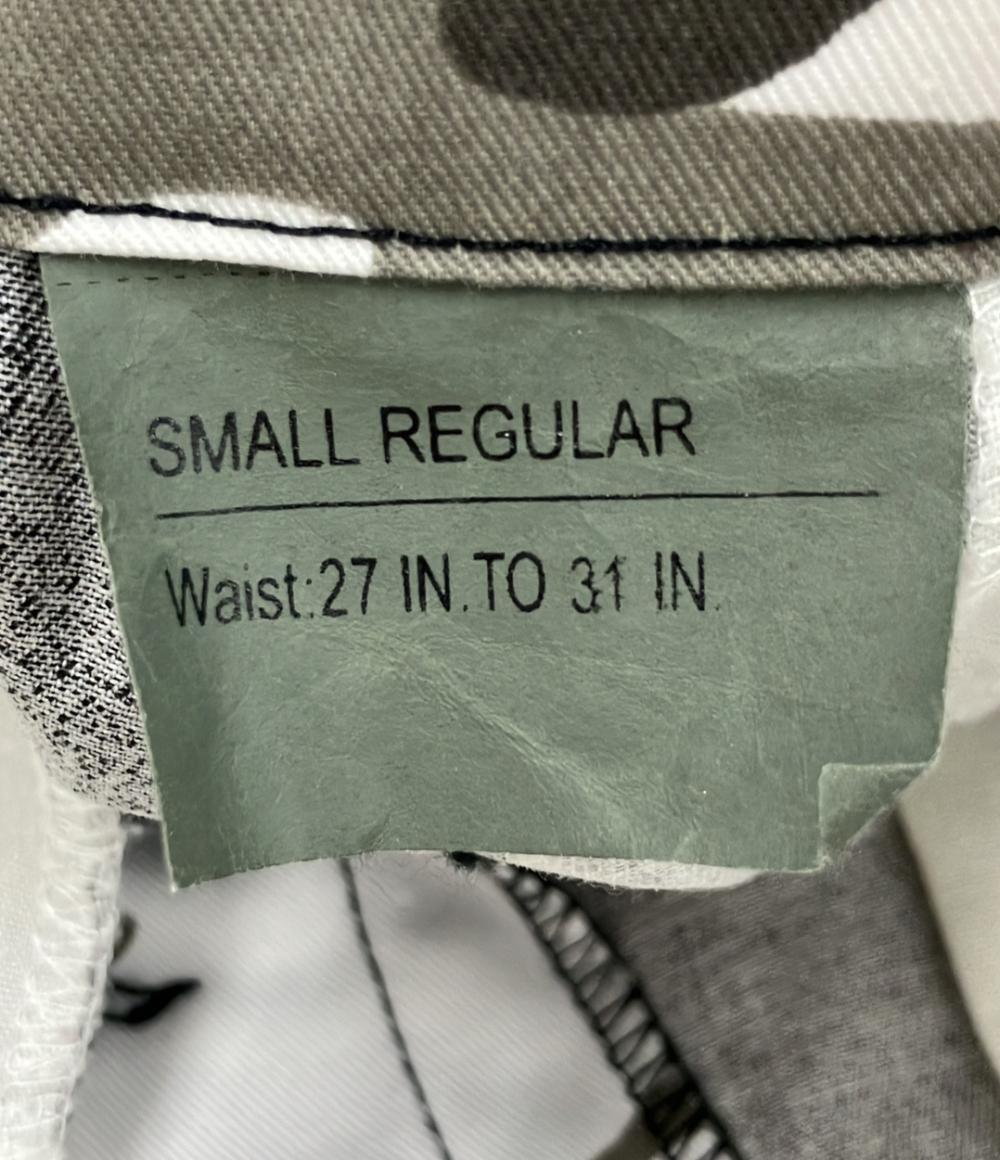 SMALL REGULAR
Waist:27 IN.TO 31 IN.